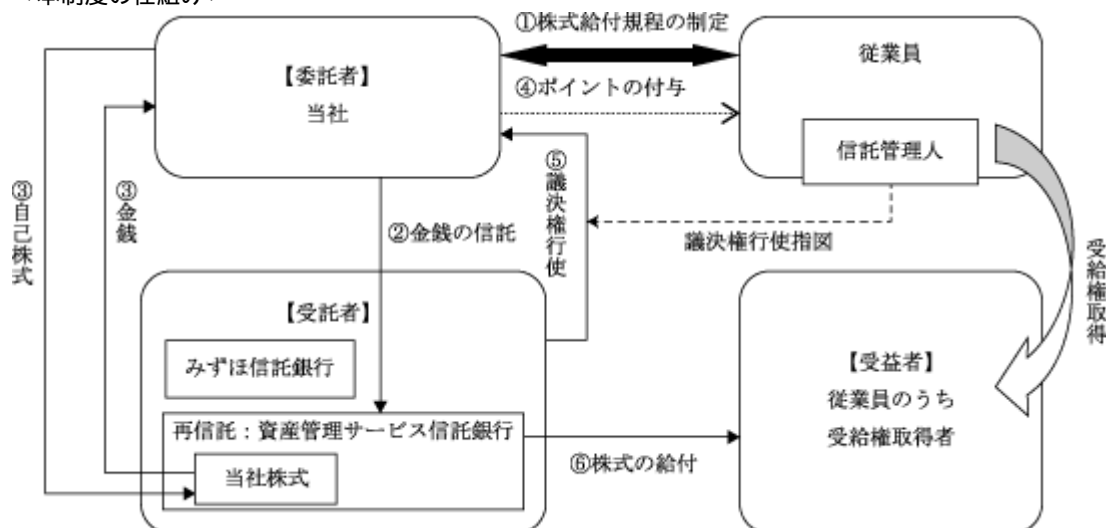 ＜本制度の仕組み＞
①株式給付規程の制定
【委託者】
当社
従業員
④ポイントの付与
信託管理人
③自己株式
③金銭
②金銭の信託
⑤議決権行使
議決権行使指図
受給権取得
【受託者】
みずほ信託銀行
再信託：資産管理サービス信託銀行
当社株式
⑥株式の給付
【受益者】
従業員のうち
受給権取得者